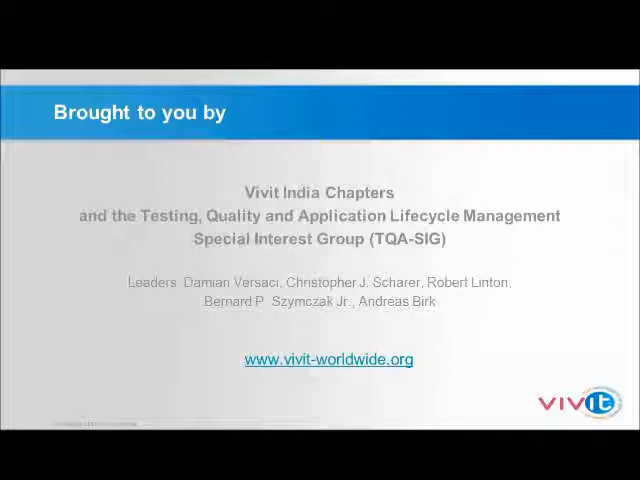 Brought to you by
Vivit India Chapters
and the Testing, Quality and Application Lifecycle Management
Special Interest Group (TQA-SIG)
Leaders: Damian Versaci, Christopher J. Scharer, Robert Linton,
Bernard P. Szymczak Jr., Andreas Birk
www.vivit-worldwide.org
vivit